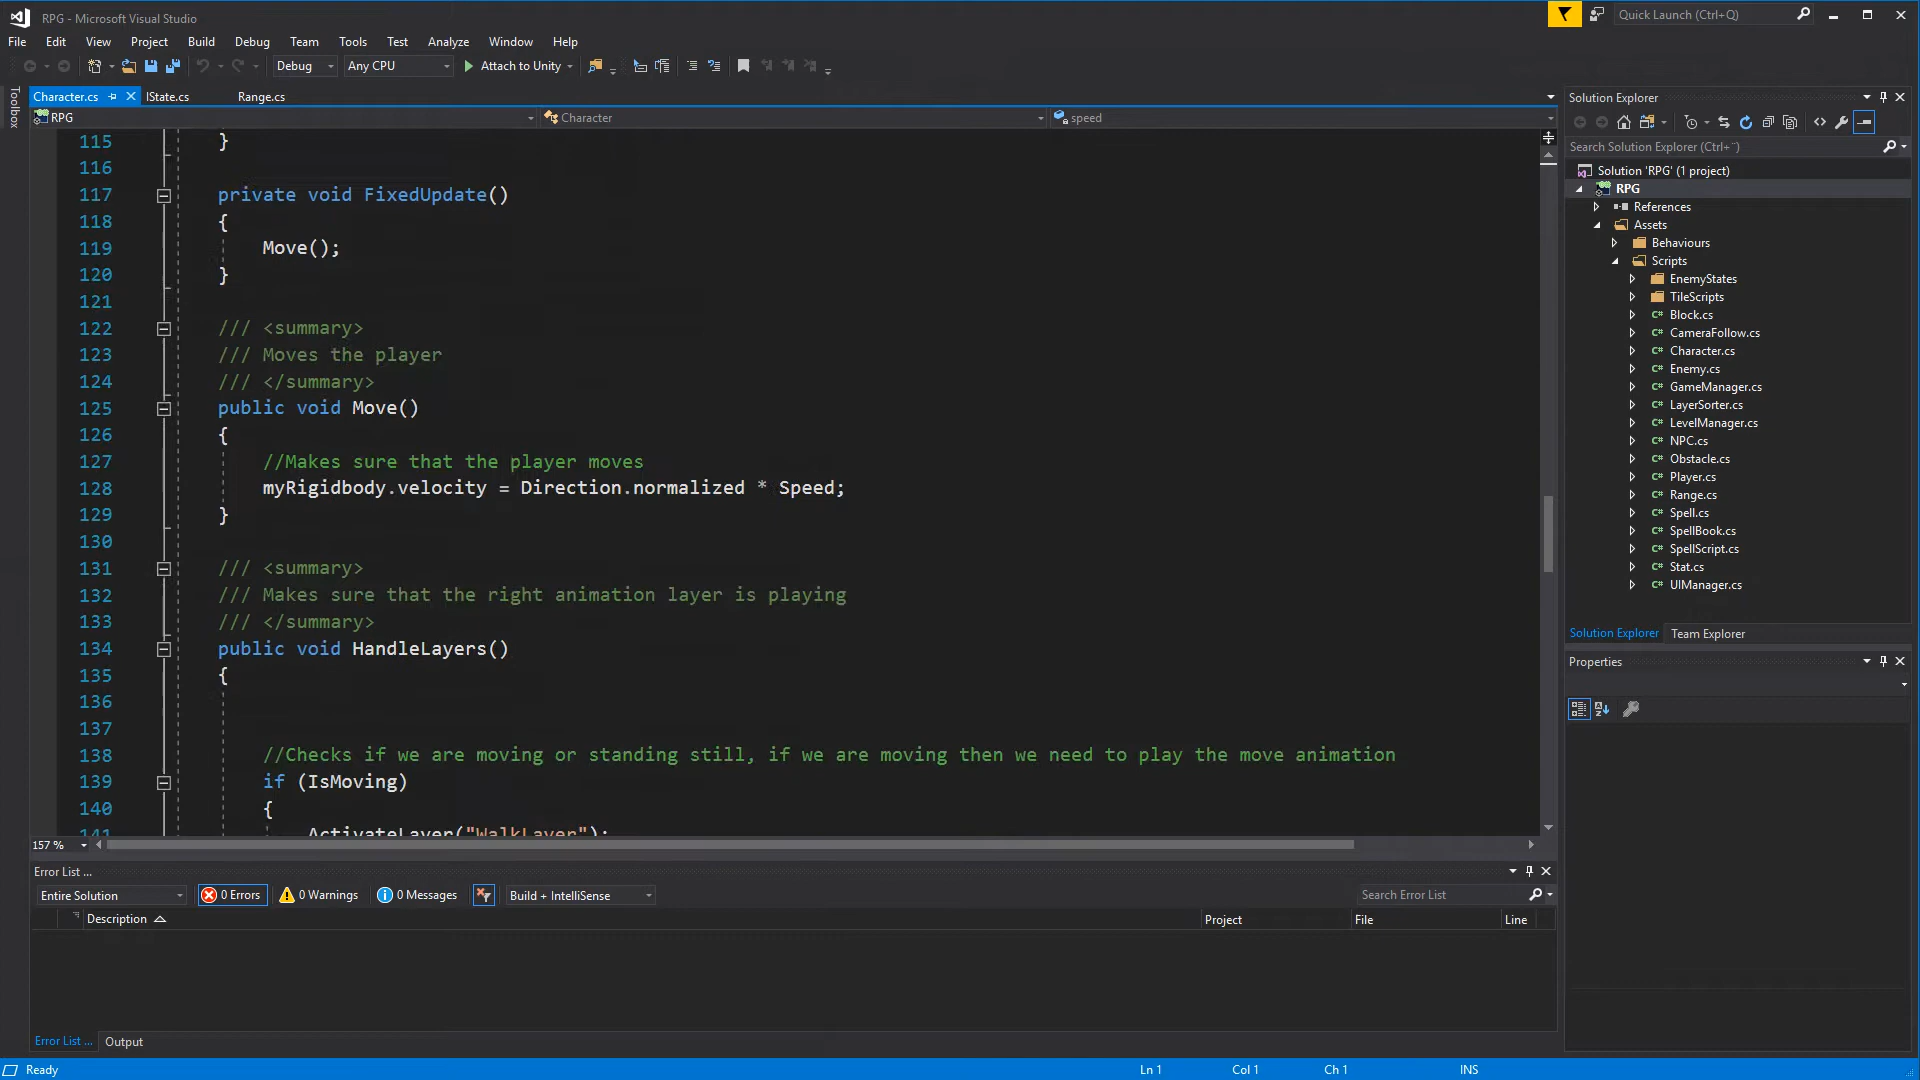 RPG - Microsoft Visual Studio
Quick Launch (Ctrl+Q)
File Edit View Project Build Debug Team Tools Test Analyze Window Help
Debug Any CPU Attach to Unity
Toolbox
Character.cs IState.cs Range.cs
RPG Character speed
115 }
116
117 private void FixedUpdate()
118 {
119 Move();
120 }
121
122 /// <summary>
123 /// Moves the player
124 /// </summary>
125 public void Move()
126 {
127 //Makes sure that the player moves
128 myRigidbody.velocity = Direction.normalized * Speed;
129 }
130
131 /// <summary>
132 /// Makes sure that the right animation layer is playing
133 /// </summary>
134 public void HandleLayers()
135 {
136
137
138 //Checks if we are moving or standing still, if we are moving then we need to play the move animation
139 if (IsMoving)
140 {
141 ActivateLayer("WalkLayer");
157 %
Error List ...
Entire Solution 0 Errors 0 Warnings 0 Messages Build + IntelliSense Search Error List
Description Project File Line
Error List ... Output
Ready Ln 1 Col 1 Ch 1 INS
Solution Explorer
Search Solution Explorer (Ctrl+¨)
Solution 'RPG' (1 project)
RPG
References
Assets
Behaviours
Scripts
EnemyStates
TileScripts
C# Block.cs
C# CameraFollow.cs
C# Character.cs
C# Enemy.cs
C# GameManager.cs
C# LayerSorter.cs
C# LevelManager.cs
C# NPC.cs
C# Obstacle.cs
C# Player.cs
C# Range.cs
C# Spell.cs
C# SpellBook.cs
C# SpellScript.cs
C# Stat.cs
C# UIManager.cs
Solution Explorer Team Explorer
Properties